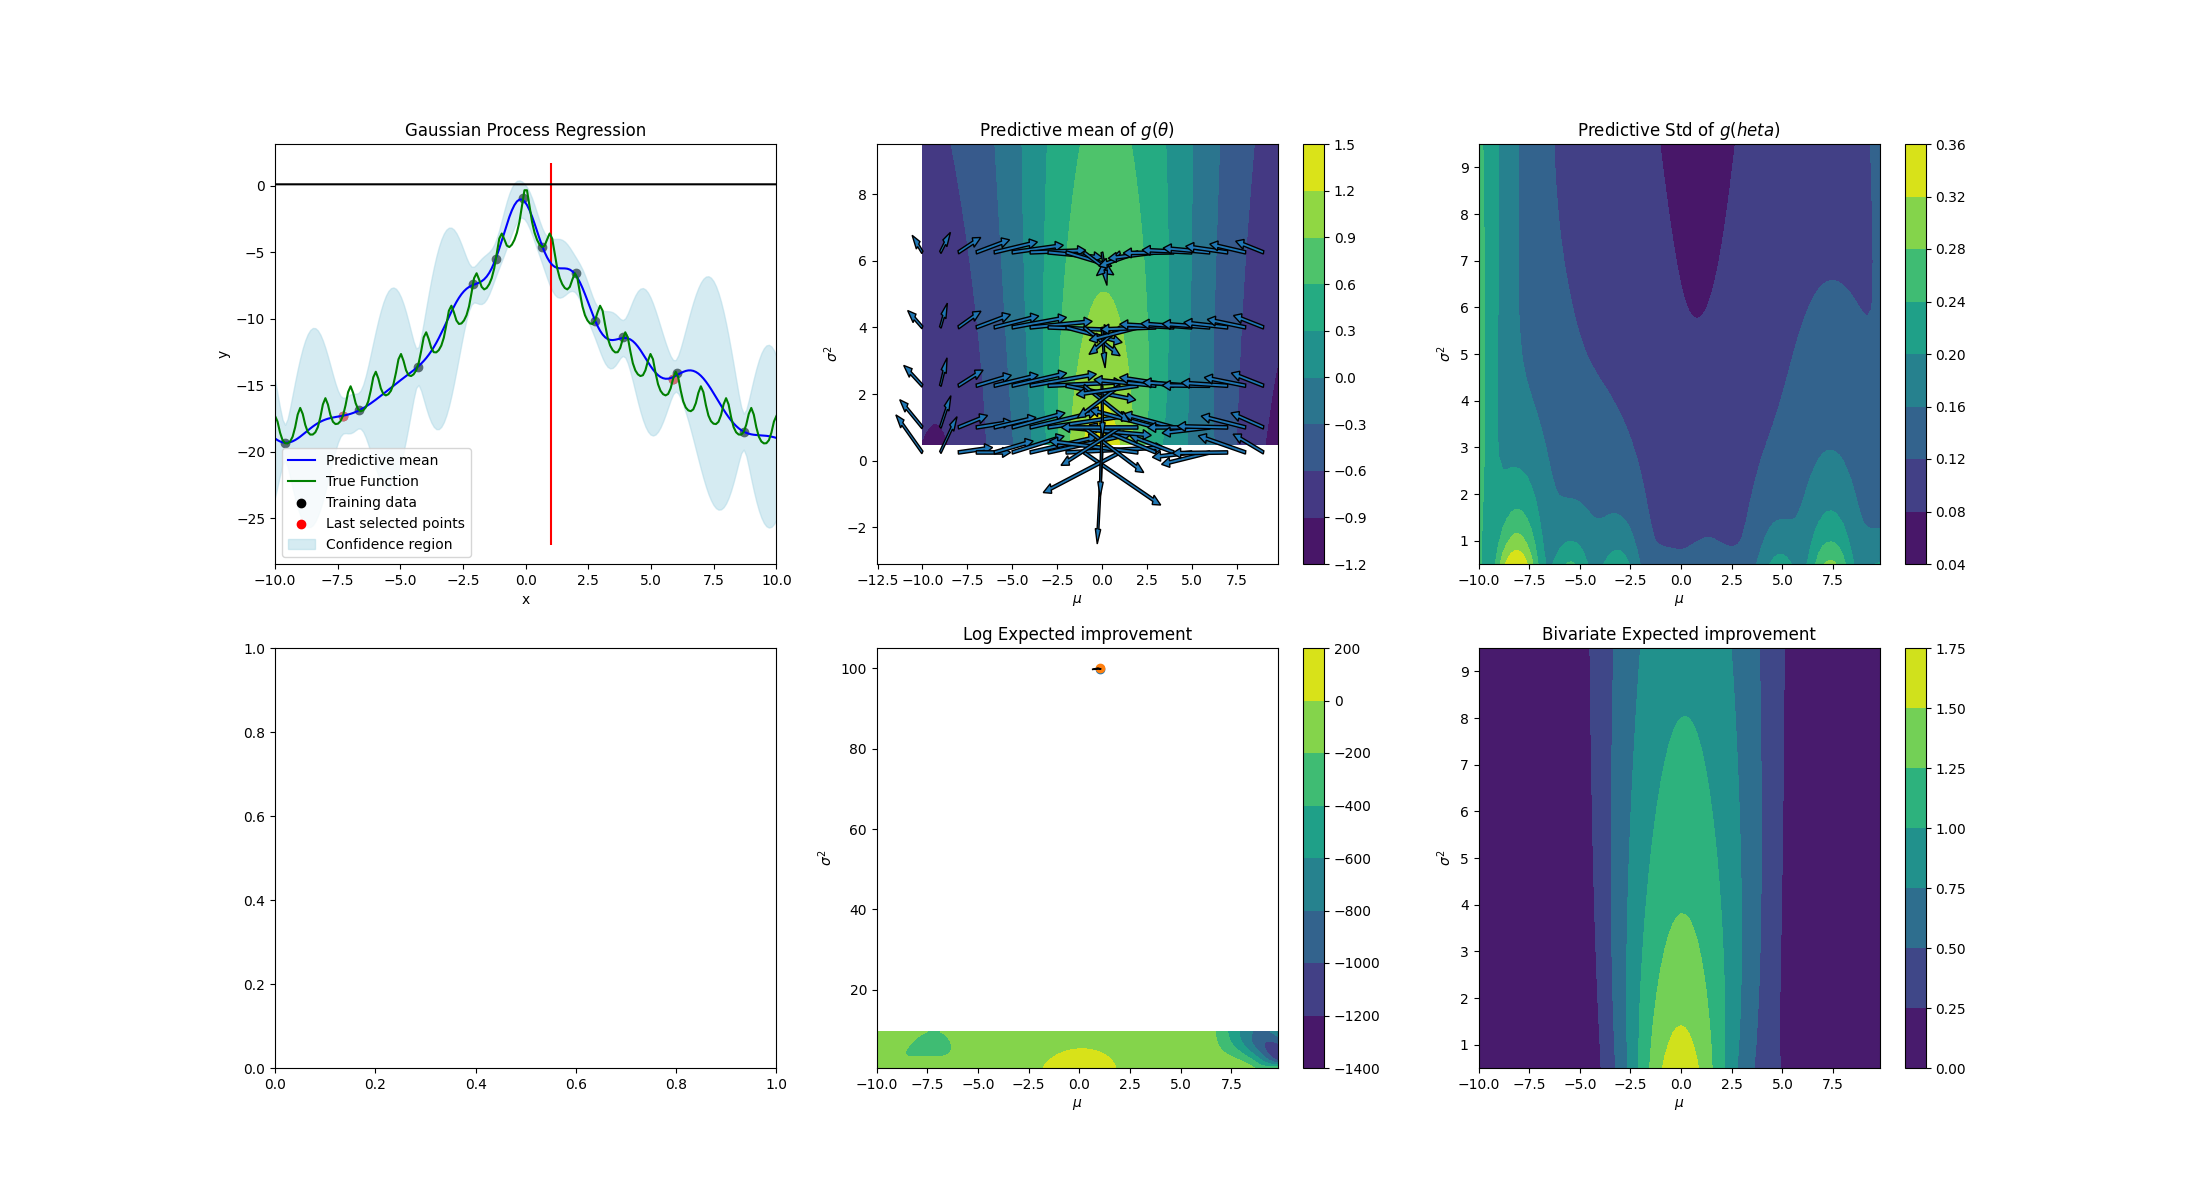 Gaussian Process Regression
0
−5
−10
−15
−20
−25
y
−10.0 −7.5 −5.0 −2.5 0.0 2.5 5.0 7.5 10.0
x
Predictive mean
True Function
Training data
Last selected points
Confidence region
Predictive mean of g(θ)
8
6
4
2
0
−2
σ²
−12.5 −10.0 −7.5 −5.0 −2.5 0.0 2.5 5.0 7.5
μ
1.5
1.2
0.9
0.6
0.3
0.0
−0.3
−0.6
−0.9
−1.2
Predictive Std of g(heta)
9
8
7
6
5
4
3
2
1
σ²
−10.0 −7.5 −5.0 −2.5 0.0 2.5 5.0 7.5
μ
0.36
0.32
0.28
0.24
0.20
0.16
0.12
0.08
0.04
1.0
0.8
0.6
0.4
0.2
0.0
0.0 0.2 0.4 0.6 0.8 1.0
Log Expected improvement
100
80
60
40
20
σ²
−10.0 −7.5 −5.0 −2.5 0.0 2.5 5.0 7.5
μ
200
0
−200
−400
−600
−800
−1000
−1200
−1400
Bivariate Expected improvement
9
8
7
6
5
4
3
2
1
σ²
−10.0 −7.5 −5.0 −2.5 0.0 2.5 5.0 7.5
μ
1.75
1.50
1.25
1.00
0.75
0.50
0.25
0.00